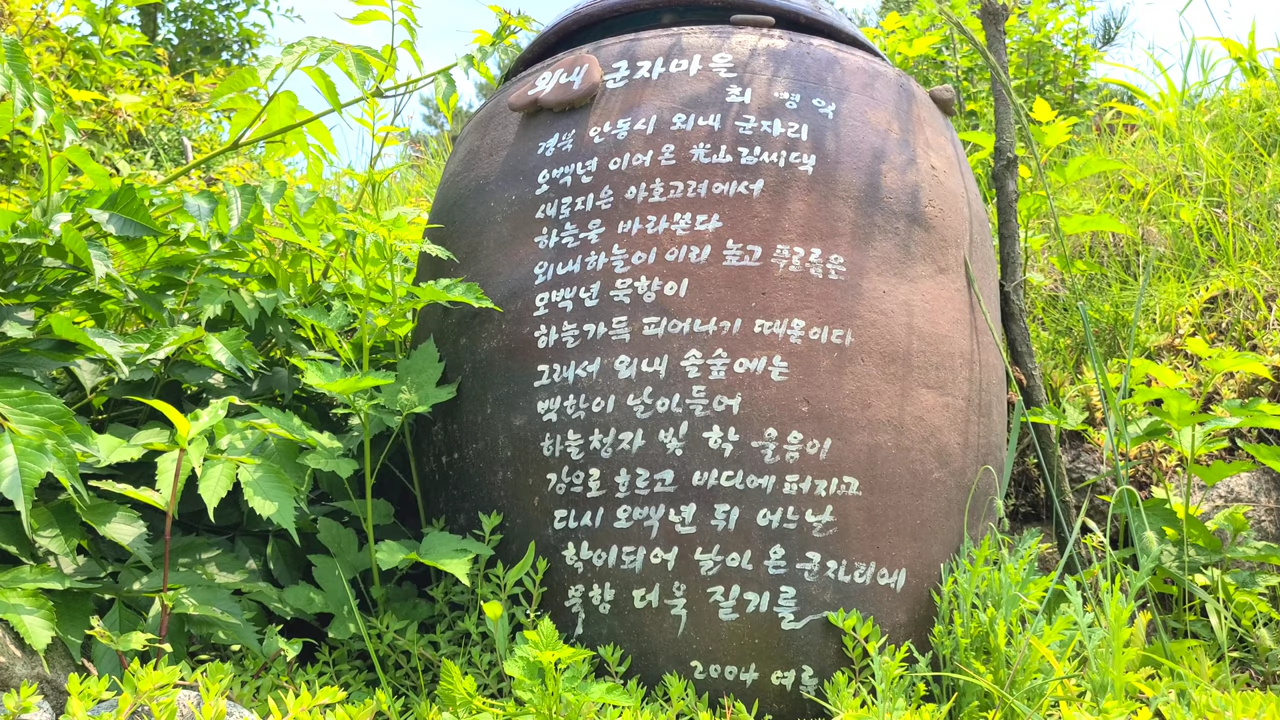 외내 군자마을
최 병 익
경북 안동시 외내 군자리
오백년 이어온 光山김씨댁
새로지은 아호고려에서
하늘을 바라본다
외내하늘이 이리 높고 푸르름은
오백년 묵향이
하늘가득 피어나기 때문이다
그래서 외내 솔숲에는
백학이 날아들어
하늘청자 빛 학 울음이
강으로 흐르고 바다에 퍼지고
다시 오백년 뒤 어느날
학이되어 날아 온 군자리에
묵향 더욱 짙기를
2004 여름